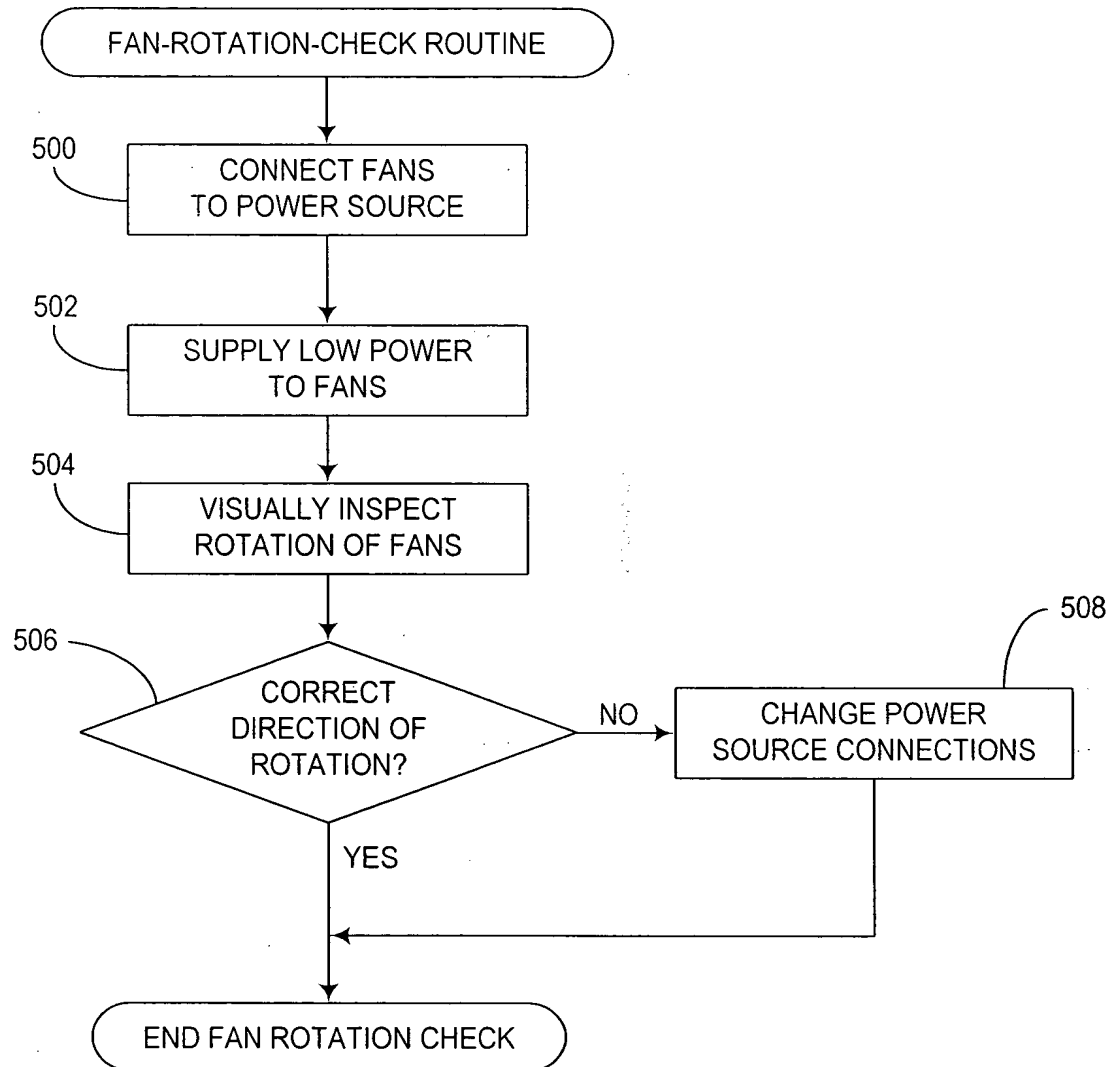 FAN-ROTATION-CHECK ROUTINE
500
CONNECT FANS
TO POWER SOURCE
502
SUPPLY LOW POWER
TO FANS
504
VISUALLY INSPECT
ROTATION OF FANS
506
CORRECT
DIRECTION OF
ROTATION?
NO
508
CHANGE POWER
SOURCE CONNECTIONS
YES
END FAN ROTATION CHECK